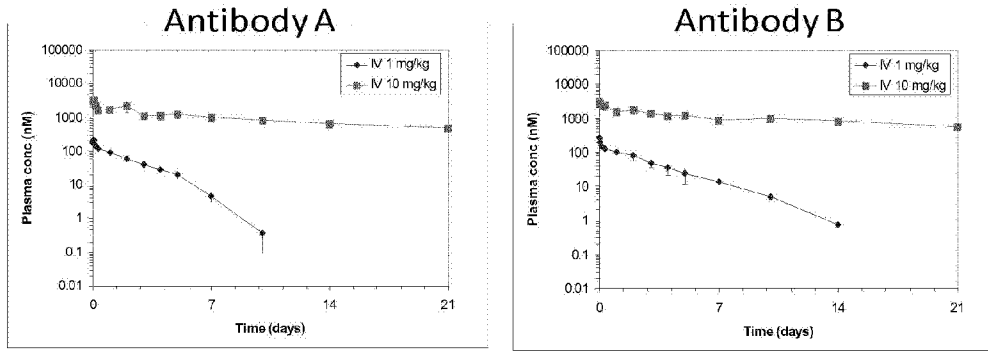 Antibody A
100000
10000
1000
100
10
1
0.1
0.01
Plasma conc (nM)
IV 1 mg/kg
IV 10 mg/kg
0
7
14
21
Time (days)
Antibody B
100000
10000
1000
100
10
1
0.1
0.01
Plasma conc (nM)
IV 1 mg/kg
IV 10 mg/kg
0
7
14
21
Time (days)